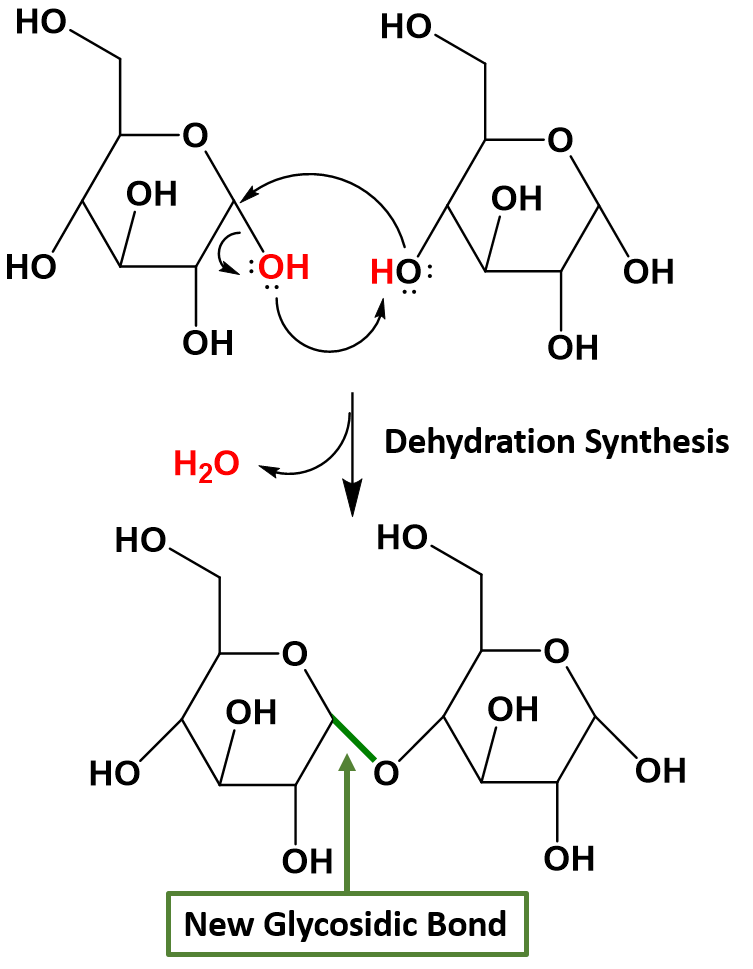 HO HO
O O
OH OH
HO :OH HO: OH
OH OH
Dehydration Synthesis
H₂O
HO HO
O O
OH OH
HO O OH
OH OH
New Glycosidic Bond